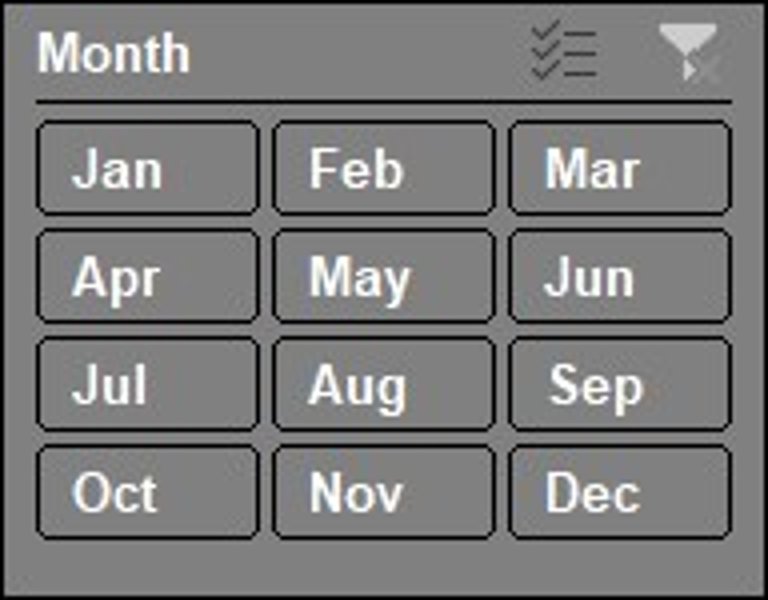 Month
Jan Feb Mar
Apr May Jun
Jul Aug Sep
Oct Nov Dec